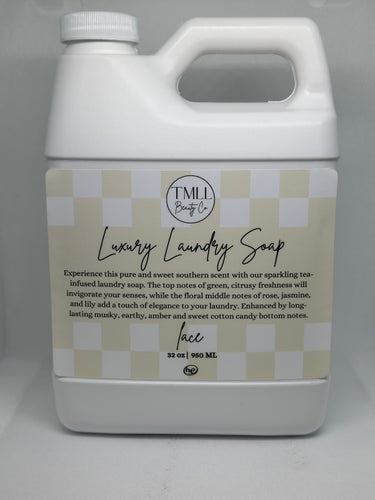 TMLL
Beauty Co
Luxury Laundry Soap
Experience this pure and sweet southern scent with our sparkling tea-
infused laundry soap. The top notes of green, citrusy freshness will
invigorate your senses, while the floral middle notes of rose, jasmine,
and lily add a touch of elegance to your laundry. Enhanced by long-
lasting musky, earthy, amber and sweet cotton candy bottom notes.
lace
32 oz| 950 ML